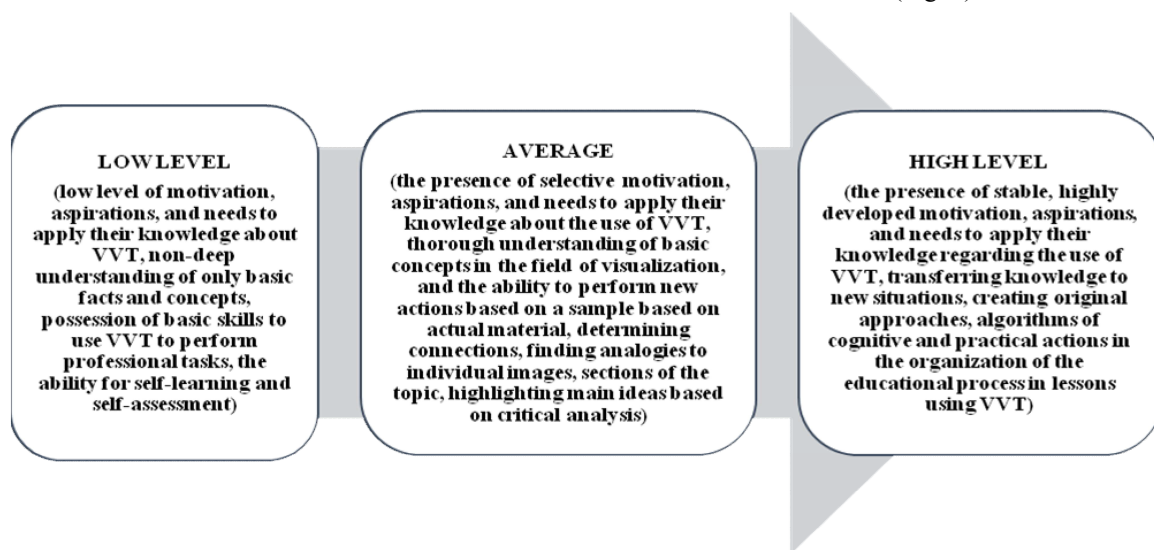 LOW LEVEL
(low level of motivation,
aspirations, and needs to
apply their knowledge about
VVT, non-deep
understanding of only basic
facts and concepts,
possession of basic skills to
use VVT to perform
professional tasks, the
ability for self-learning and
self-assessment)
AVERAGE
(the presence of selective motivation,
aspirations, and needs to apply their
knowledge about the use of VVT,
thorough understanding of basic
concepts in the field of visualization,
and the ability to perform new
actions based on a sample based on
actual material, determining
connections, finding analogies to
individual images, sections of the
topic, highlighting main ideas based
on critical analysis)
HIGH LEVEL
(the presence of stable, highly
developed motivation, aspirations,
and needs to apply their
knowledge regarding the use of
VVT, transferring knowledge to
new situations, creating original
approaches, algorithms of
cognitive and practical actions in
the organization of the
educational process in lessons
using VVT)